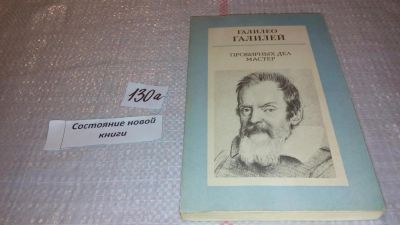 ГАЛИЛЕО
ГАЛИЛЕЙ
ПРОБИРНЫХ ДЕЛ
МАСТЕР
130а
Состояние новой
книги